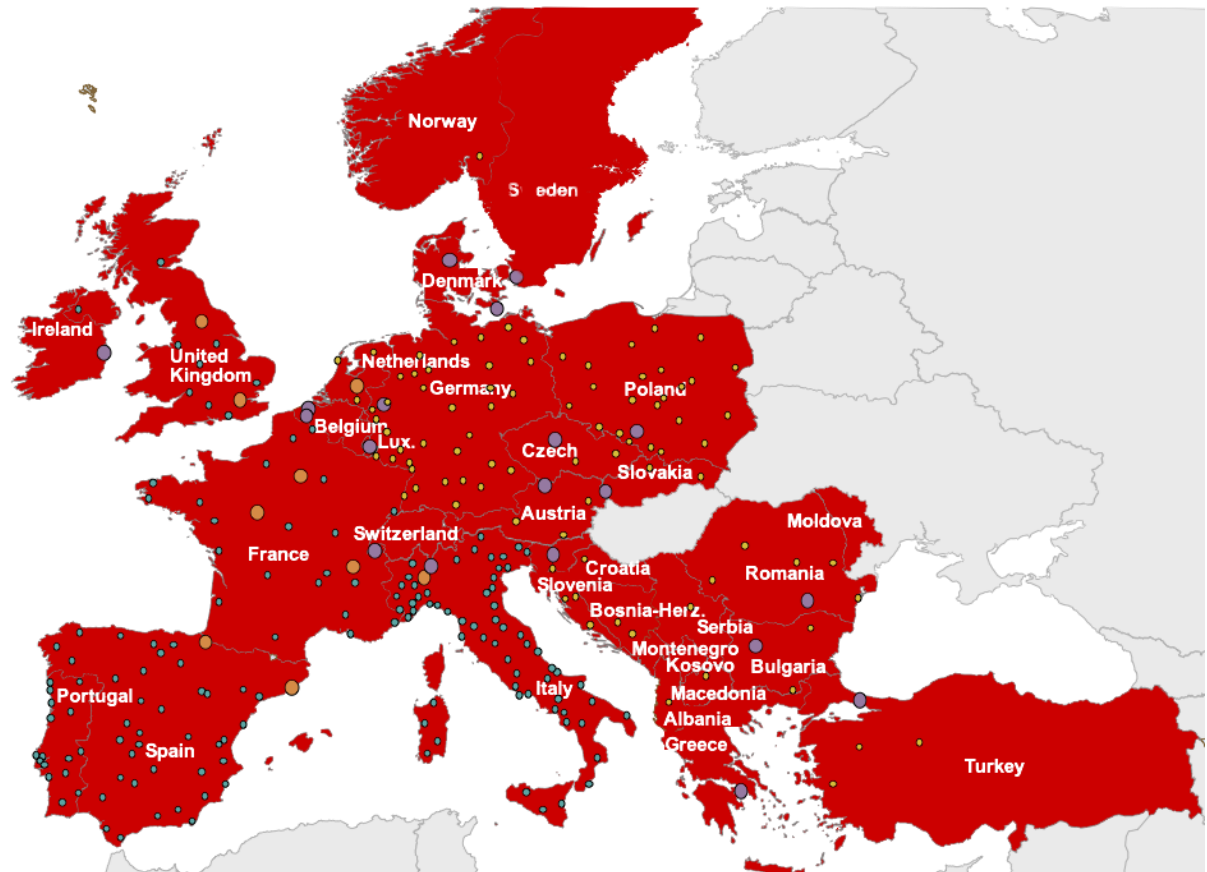 Norway
S eden
Denmark
Ireland
United
Kingdom
Netherlands
Germany
Poland
Belgium
Lux.
Czech
Slovakia
Austria
Moldova
Switzerland
France
Croatia
Romania
Slovenia
Bosnia-Herz.
Serbia
Montenegro
Kosovo
Bulgaria
Portugal
Italy
Macedonia
Albania
Greece
Spain
Turkey